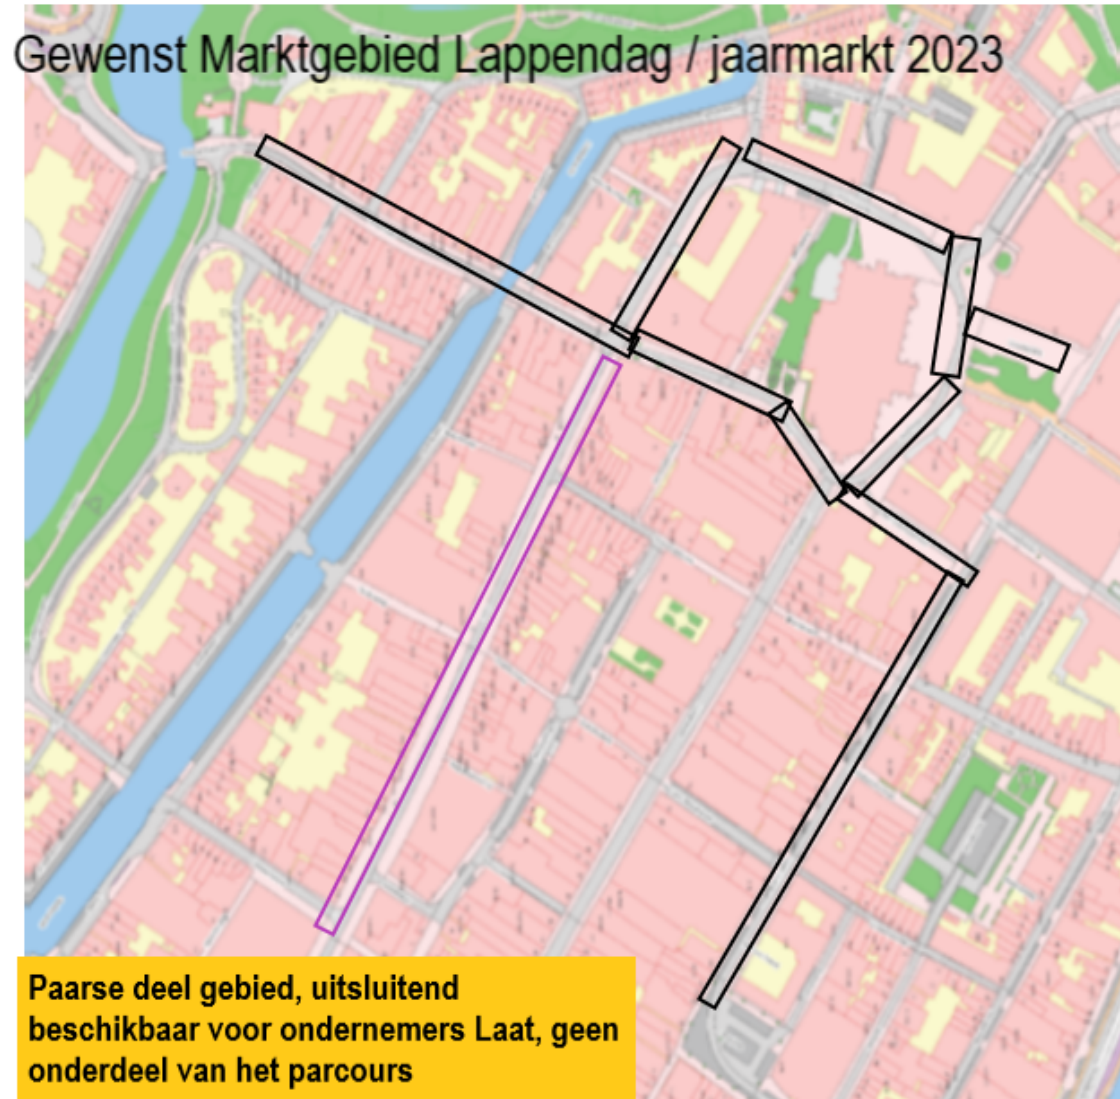 Gewenst Marktgebied Lappendag / jaarmarkt 2023
Paarse deel gebied, uitsluitend
beschikbaar voor ondernemers Laat, geen
onderdeel van het parcours